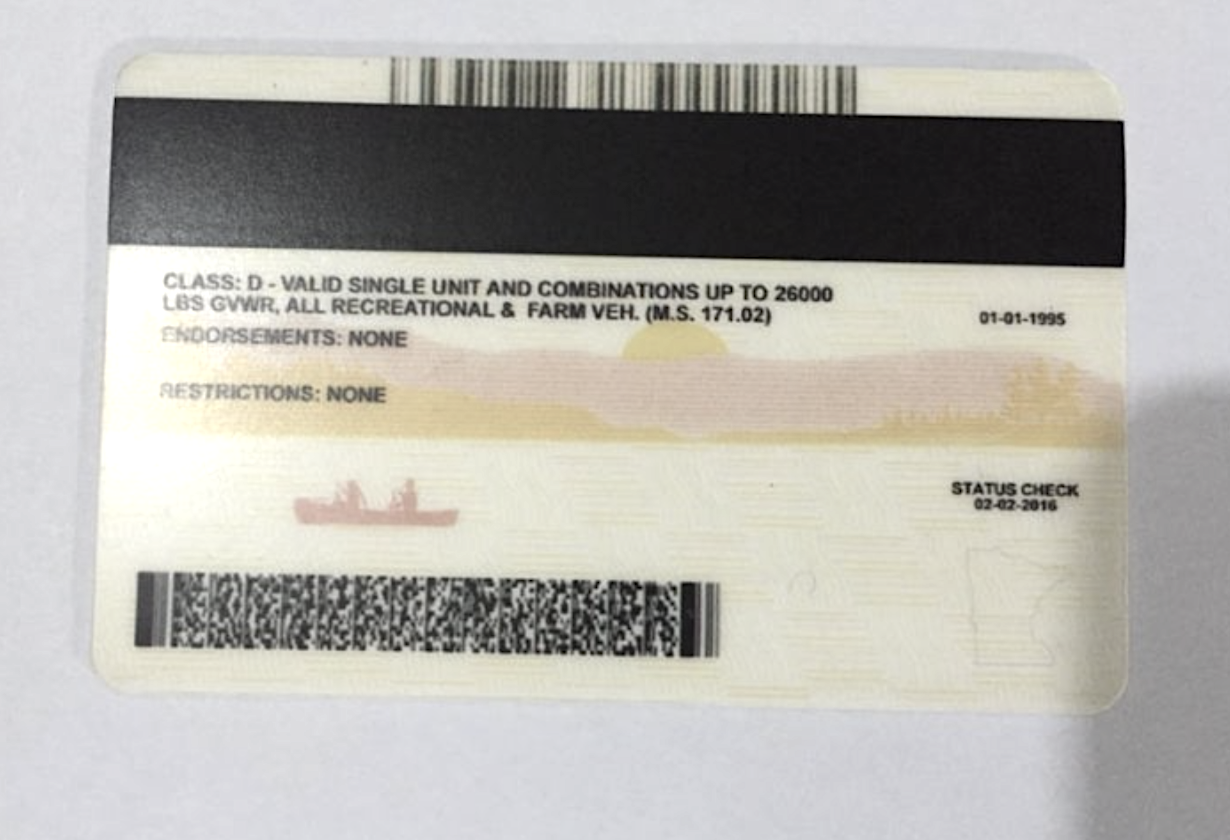 CLASS: D - VALID SINGLE UNIT AND COMBINATIONS UP TO 26000
LBS GVWR, ALL RECREATIONAL & FARM VEH. (M.S. 171.02)
01-01-1995
ENDORSEMENTS: NONE
RESTRICTIONS: NONE
STATUS CHECK
02-02-2016